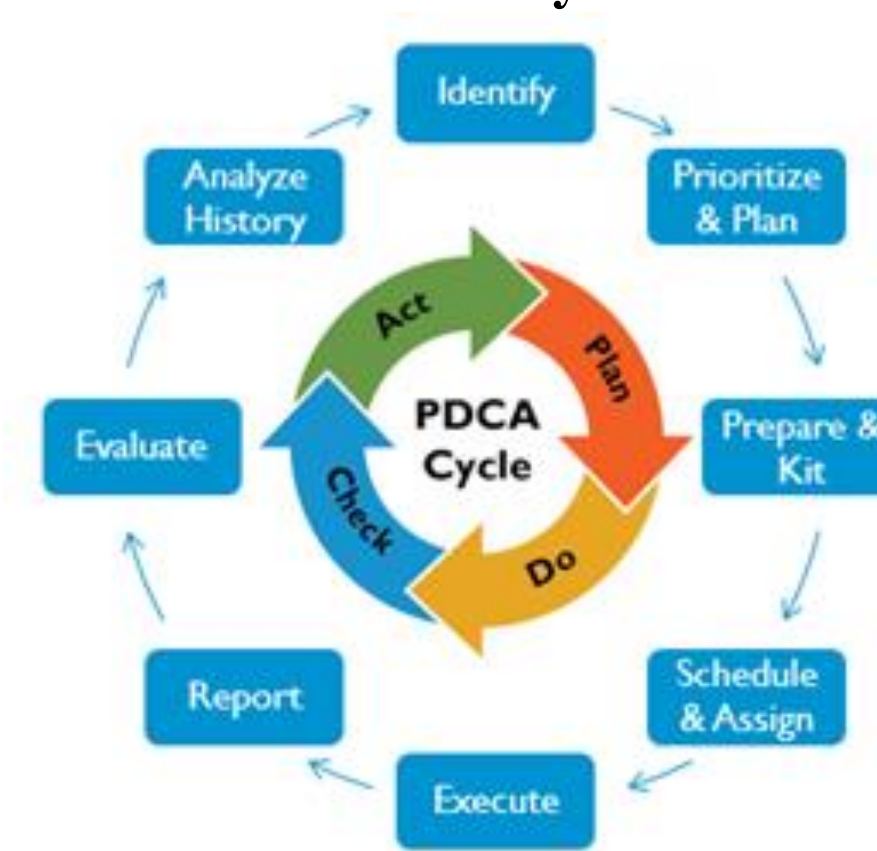 Identify
Prioritize
& Plan
Prepare &
Kit
Schedule
& Assign
Execute
Report
Evaluate
Analyze
History
Act
Plan
Do
Check
PDCA
Cycle